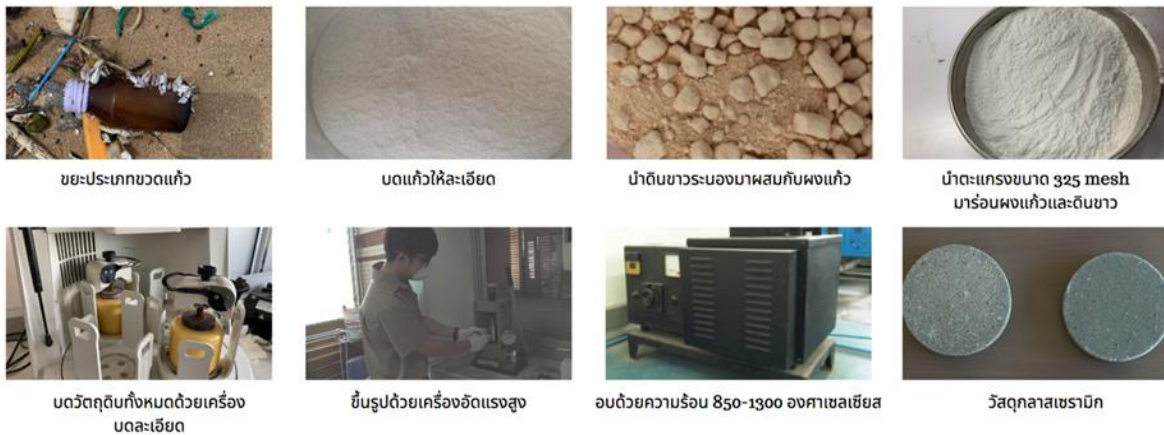 ขยะประเภทขวดแก้ว
บดแก้วให้ละเอียด
นำดินขาวระนองมาผสมกับผงแก้ว
นำตะแกรงขนาด 325 mesh
มาร่อนผงแก้วและดินขาว
บดวัตถุดิบทั้งหมดด้วยเครื่อง
บดละเอียด
ขึ้นรูปด้วยเครื่องอัดแรงสูง
อบด้วยความร้อน 850-1300 องศาเซลเซียส
วัสดุกลาสเซรามิก